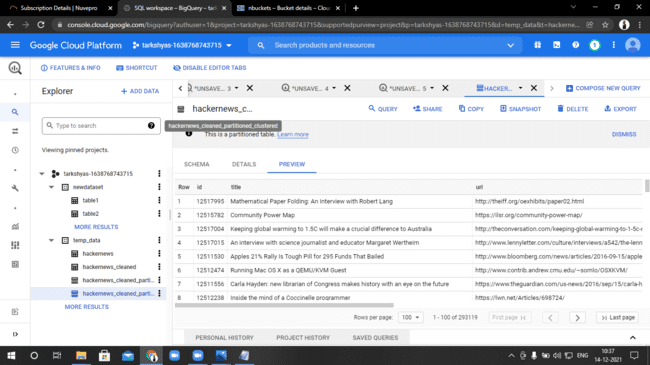 Subscription Details | Nuvepro
SQL workspace – BigQuery – tark
nbuckets – Bucket details – Clou
console.cloud.google.com/bigquery?authuser=1&project=tarkshyas-1638768743715&supportedpurview=project&p=tarkshyas-1638768743715&d=temp_data&t=hackerne...
Google Cloud Platform
tarkshyas-1638768743715
Search products and resources
1
FEATURES & INFO
SHORTCUT
DISABLE EDITOR TABS
Explorer
+ ADD DATA
*UNSAVE... 3
*UNSAVE... 4
*UNSAVE... 5
HACKER...
COMPOSE NEW QUERY
hackernews_c...
QUERY
SHARE
COPY
SNAPSHOT
DELETE
EXPORT
Type to search
hackernews_cleaned_partitioned_clustered
This is a partitioned table. Learn more
DISMISS
Viewing pinned projects.
SCHEMA
DETAILS
PREVIEW
tarkshyas-1638768743715
newdataset
table1
table2
MORE RESULTS
temp_data
hackernews
hackernews_cleaned
hackernews_cleaned_parti...
hackernews_cleaned_parti...
MORE RESULTS
Row id title url
1 12517995 Mathematical Paper Folding: An interview with Robert Lang http://theiff.org/oexhibits/paper02.html
2 12515782 Community Power Map https://ilsr.org/community-power-map/
3 12517004 Keeping global warming to 1.5C will make a crucial difference to Australia http://theconversation.com/keeping-global-warming-to-1-5-c
4 12517015 An interview with science journalist and educator Margaret Wertheim http://www.lennyletter.com/culture/interviews/a542/the-lenn
5 12511530 Apples 21% Rally Is Tough Pill for 295 Funds That Bailed http://www.bloomberg.com/news/articles/2016-09-15/apples
6 12512474 Running Mac OS X as a QEMU/KVM Guest http://www.contrib.andrew.cmu.edu/~somlo/OSXKVM/
7 12511556 Carla Hayden: new librarian of Congress makes history with an eye on the future https://www.theguardian.com/us-news/2016/sep/15/carla-h
8 12512238 Inside the mind of a Coccinelle programmer https://lwn.net/Articles/698724/
Rows per page: 100
1 - 100 of 293119
First page
Last page
PERSONAL HISTORY
PROJECT HISTORY
SAVED QUERIES
ENG
10:37
14-12-2021